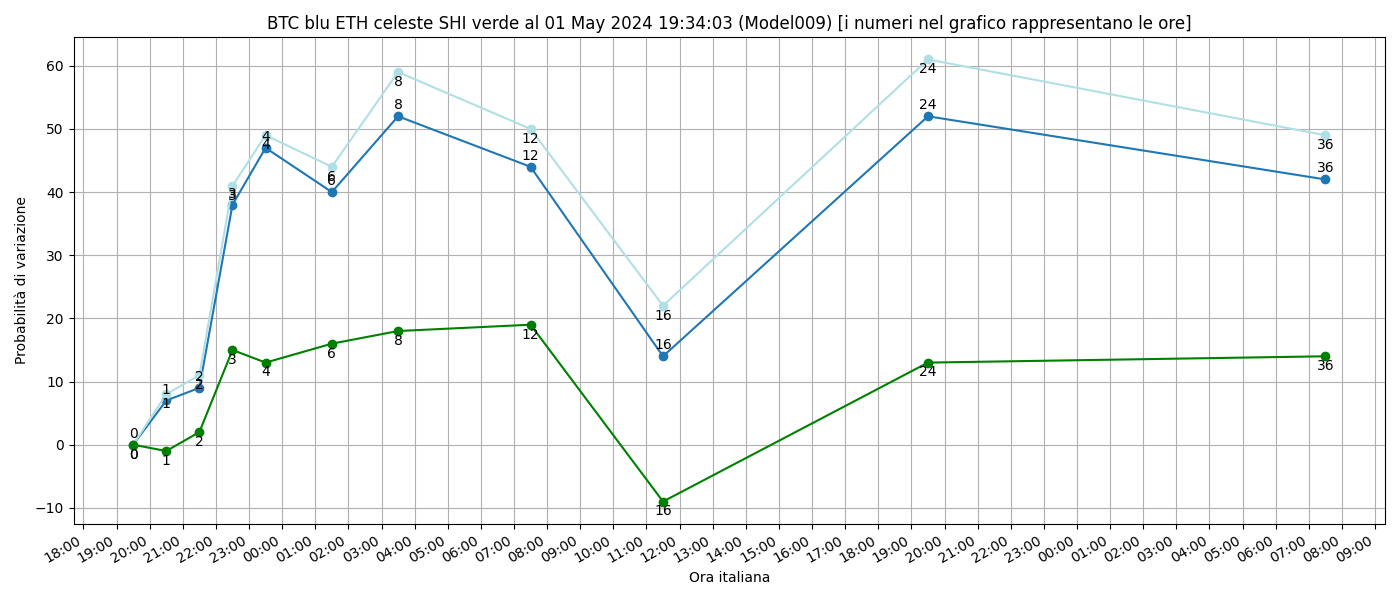 BTC blu ETH celeste SHI verde al 01 May 2024 19:34:03 (Model009) [i numeri nel grafico rappresentano le ore]
Probabilità di variazione
60
50
40
30
20
10
0
−10
0 1 2 3 4 6 8 12 16 24 36
0 1 2 3 4 6 8 12 16 24 36
0 1 2 3 4 6 8 12 16 24 36
18:00 19:00 20:00 21:00 22:00 23:00 00:00 01:00 02:00 03:00 04:00 05:00 06:00 07:00 08:00 09:00 10:00 11:00 12:00 13:00 14:00 15:00 16:00 17:00 18:00 19:00 20:00 21:00 22:00 23:00 00:00 01:00 02:00 03:00 04:00 05:00 06:00 07:00 08:00 09:00
Ora italiana